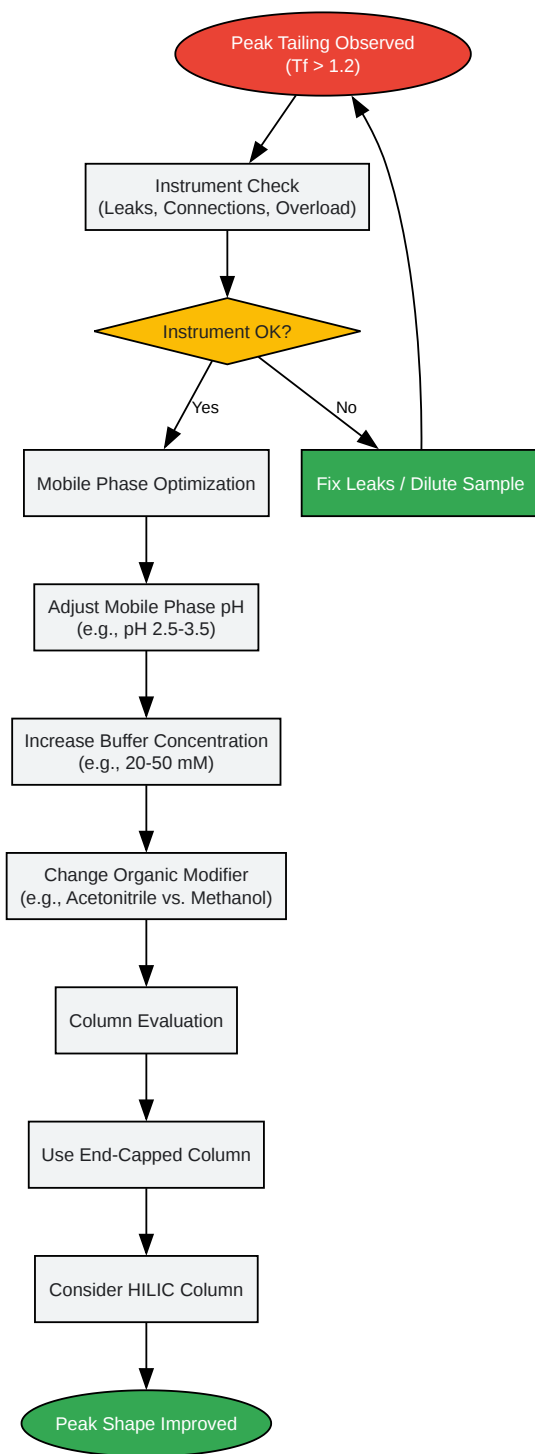 Peak Tailing Observed
(Tf > 1.2)
Instrument Check
(Leaks, Connections, Overload)
Instrument OK?
Yes
No
Mobile Phase Optimization
Fix Leaks / Dilute Sample
Adjust Mobile Phase pH
(e.g., pH 2.5-3.5)
Increase Buffer Concentration
(e.g., 20-50 mM)
Change Organic Modifier
(e.g., Acetonitrile vs. Methanol)
Column Evaluation
Use End-Capped Column
Consider HILIC Column
Peak Shape Improved